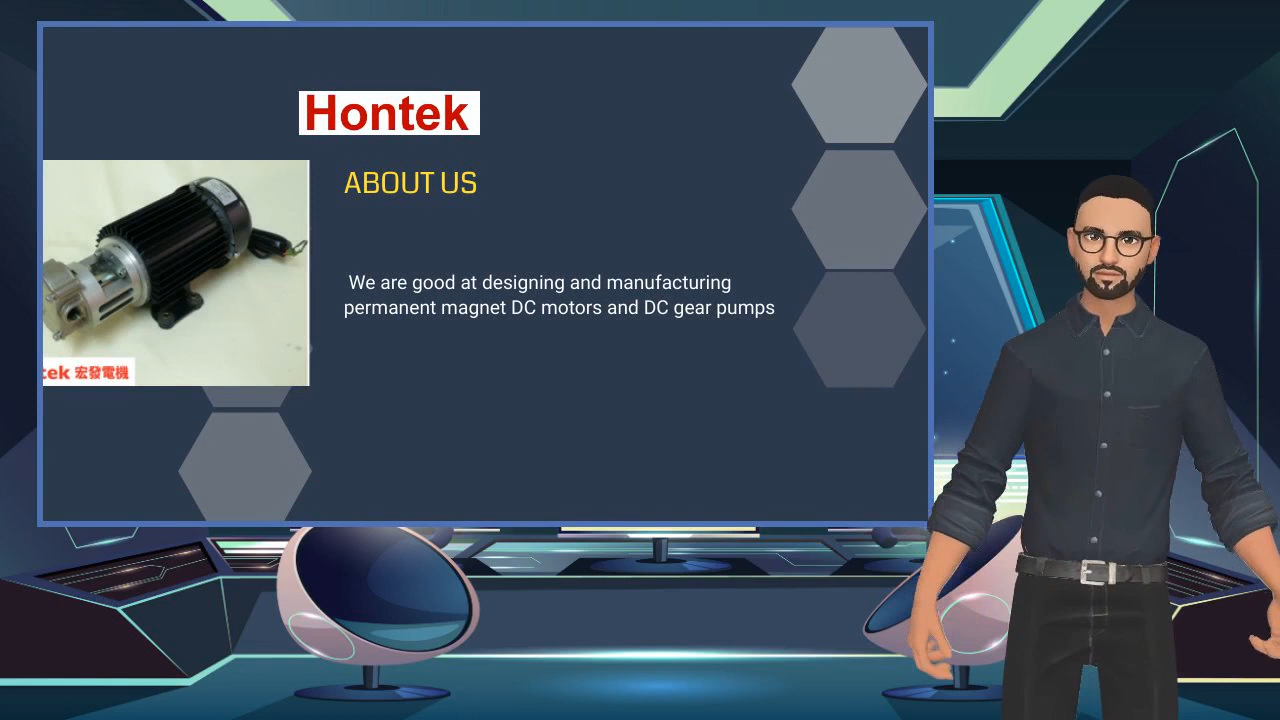 Hontek
ABOUT US
We are good at designing and manufacturing
permanent magnet DC motors and DC gear pumps
tek 宏發電機